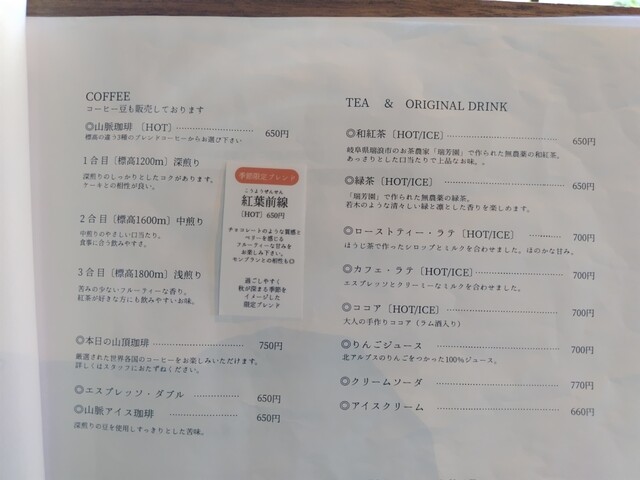 COFFEE
コーヒー豆も販売しております
◎山脈珈琲〔HOT〕 650円
標高の違う3種のブレンドコーヒーからお選び下さい
1合目〔標高1200m〕深煎り
深煎りのしっかりとしたコクがあります。
ケーキとの相性が良い。
2合目〔標高1600m〕中煎り
中煎りのやさしい口当たり。
食事に合う飲みやすさ。
3合目〔標高1800m〕浅煎り
苦みの少ないフルーティーな香り。
紅茶が好きな方にも飲みやすいお味。
◎本日の山頂珈琲 750円
厳選された世界各国のコーヒーをお楽しみいただけます。
詳しくはスタッフにおたずねください。
◎エスプレッソ・ダブル 650円
◎山脈アイス珈琲 650円
深煎りの豆を使用しすっきりとした苦味。
季節限定ブレンド
こうようぜんせん
紅葉前線
〔HOT〕650円
チョコレートのような質感と
ベリーを感じる
フルーティーな甘みを
お楽しみ下さい。
モンブランとの相性も◎
過ごしやすく
秋が深まる季節を
イメージした
限定ブレンド
TEA & ORIGINAL DRINK
◎和紅茶〔HOT/ICE〕 650円
岐阜県瑞浪市のお茶農家「瑞芳園」で作られた無農薬の和紅茶。
あっさりとした口当たりで上品なお味。。
◎緑茶〔HOT/ICE〕 650円
「瑞芳園」で作られた無農薬の緑茶。
若木のような清々しい緑と凛とした香りを楽しめます。
◎ローストティー・ラテ〔HOT/ICE〕 700円
ほうじ茶で作ったシロップとミルクを合わせました。ほのかな甘み。
◎カフェ・ラテ〔HOT/ICE〕 700円
エスプレッソとクリーミーなミルクを合わせました。
◎ココア〔HOT/ICE〕 700円
大人の手作りココア（ラム酒入り）
◎りんごジュース 700円
北アルプスのりんごをつかった100％ジュース。
◎クリームソーダ 770円
◎アイスクリーム 660円